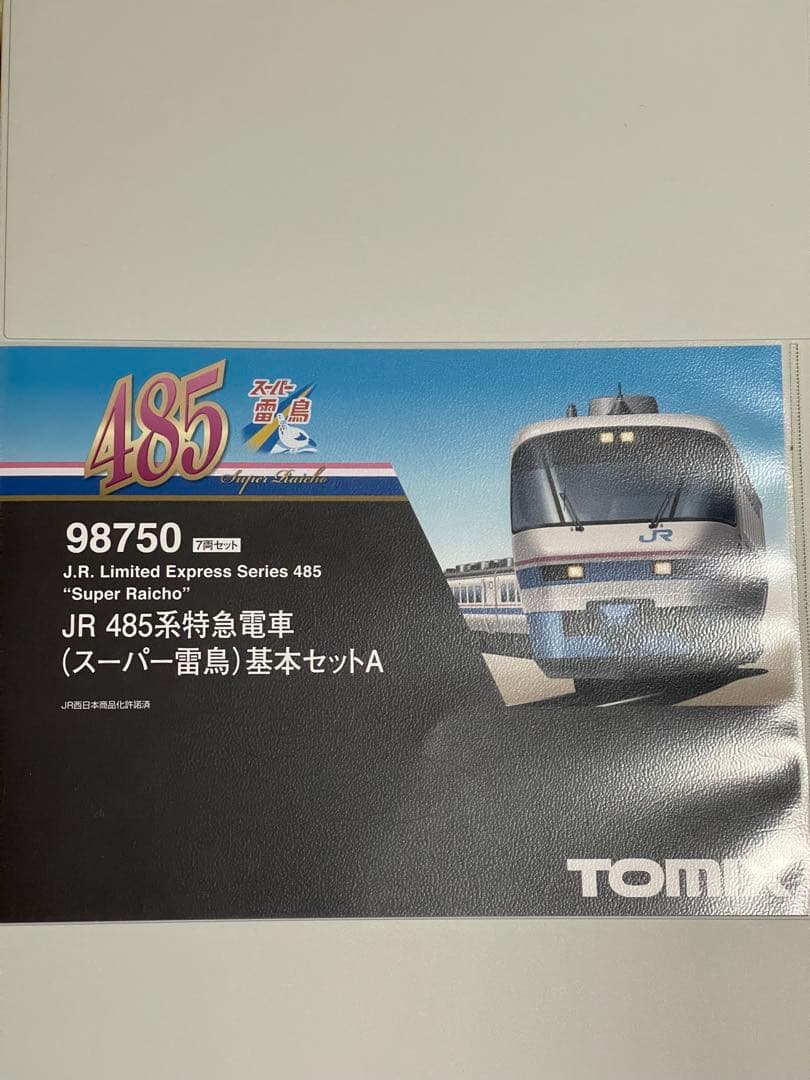 485
スーパー
雷鳥
Super Raicho
98750 7両セット
J.R. Limited Express Series 485
“Super Raicho”
JR 485系特急電車
(スーパー雷鳥)基本セットA
JR西日本商品化許諾済
JR
TOMIX